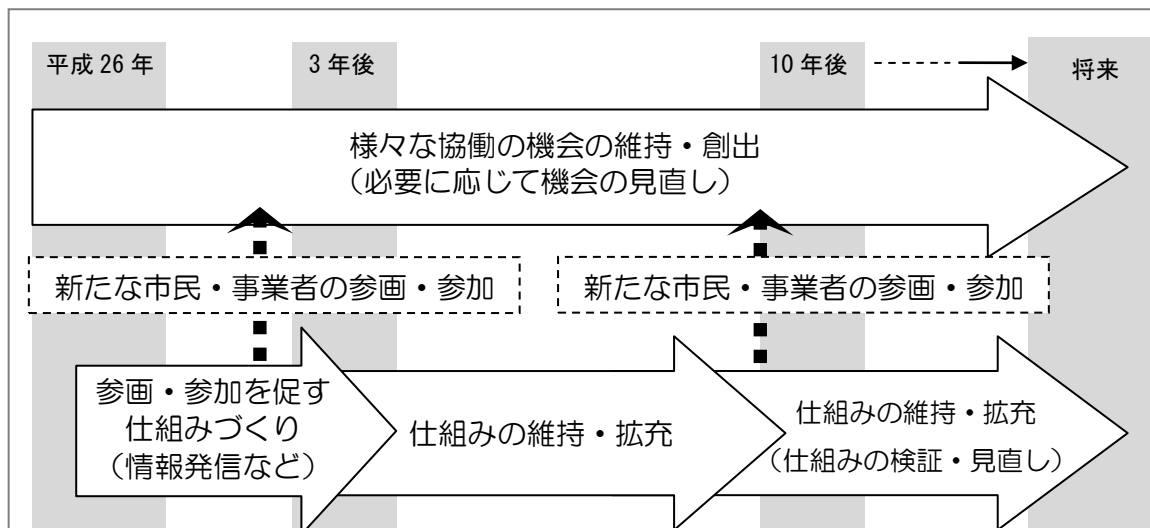 平成 26 年
3 年後
10 年後
将来
様々な協働の機会の維持・創出
（必要に応じて機会の見直し）
新たな市民・事業者の参画・参加
新たな市民・事業者の参画・参加
参画・参加を促す
仕組みづくり
（情報発信など）
仕組みの維持・拡充
仕組みの維持・拡充
（仕組みの検証・見直し）